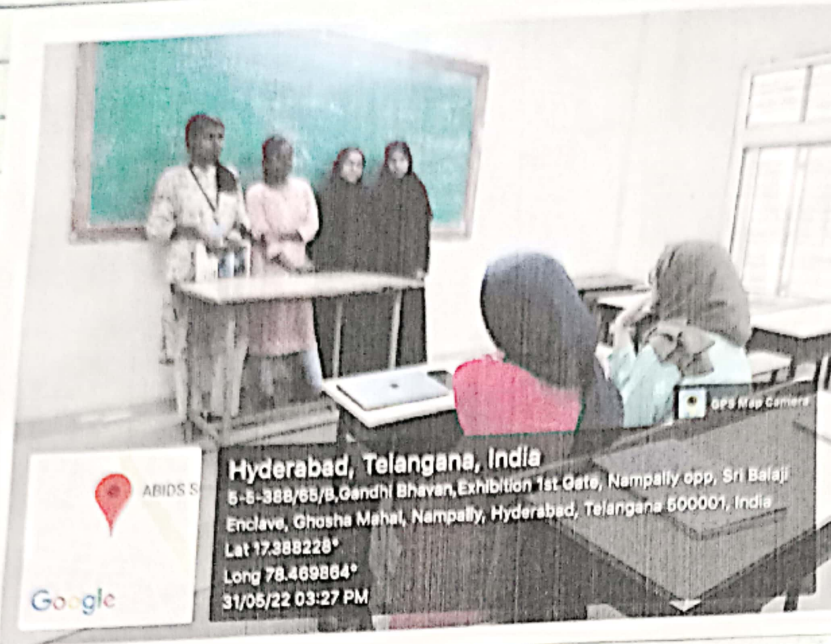 GPS Map Camera
Hyderabad, Telangana, India
5-5-388/65/B,Gandhi Bhavan,Exhibition 1st Gate, Nampally opp, Sri Balaji
Enclave, Ghosha Mahal, Nampally, Hyderabad, Telangana 500001, India
Lat 17.388228°
Long 78.469864°
31/05/22 03:27 PM
ABIDS S
Google